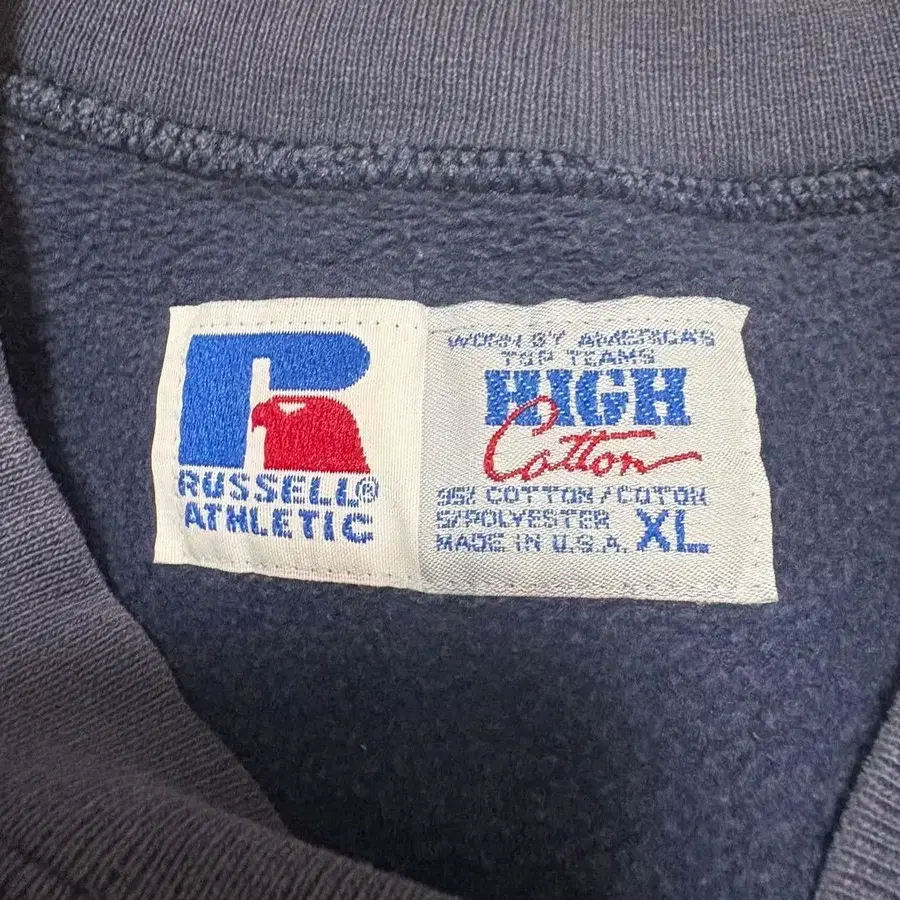 RUSSELL®
ATHLETIC
WORN BY AMERICA'S
TOP TEAMS
HIGH
Cotton
95% COTTON/COTON
5/POLYESTER
MADE IN U.S.A. XL